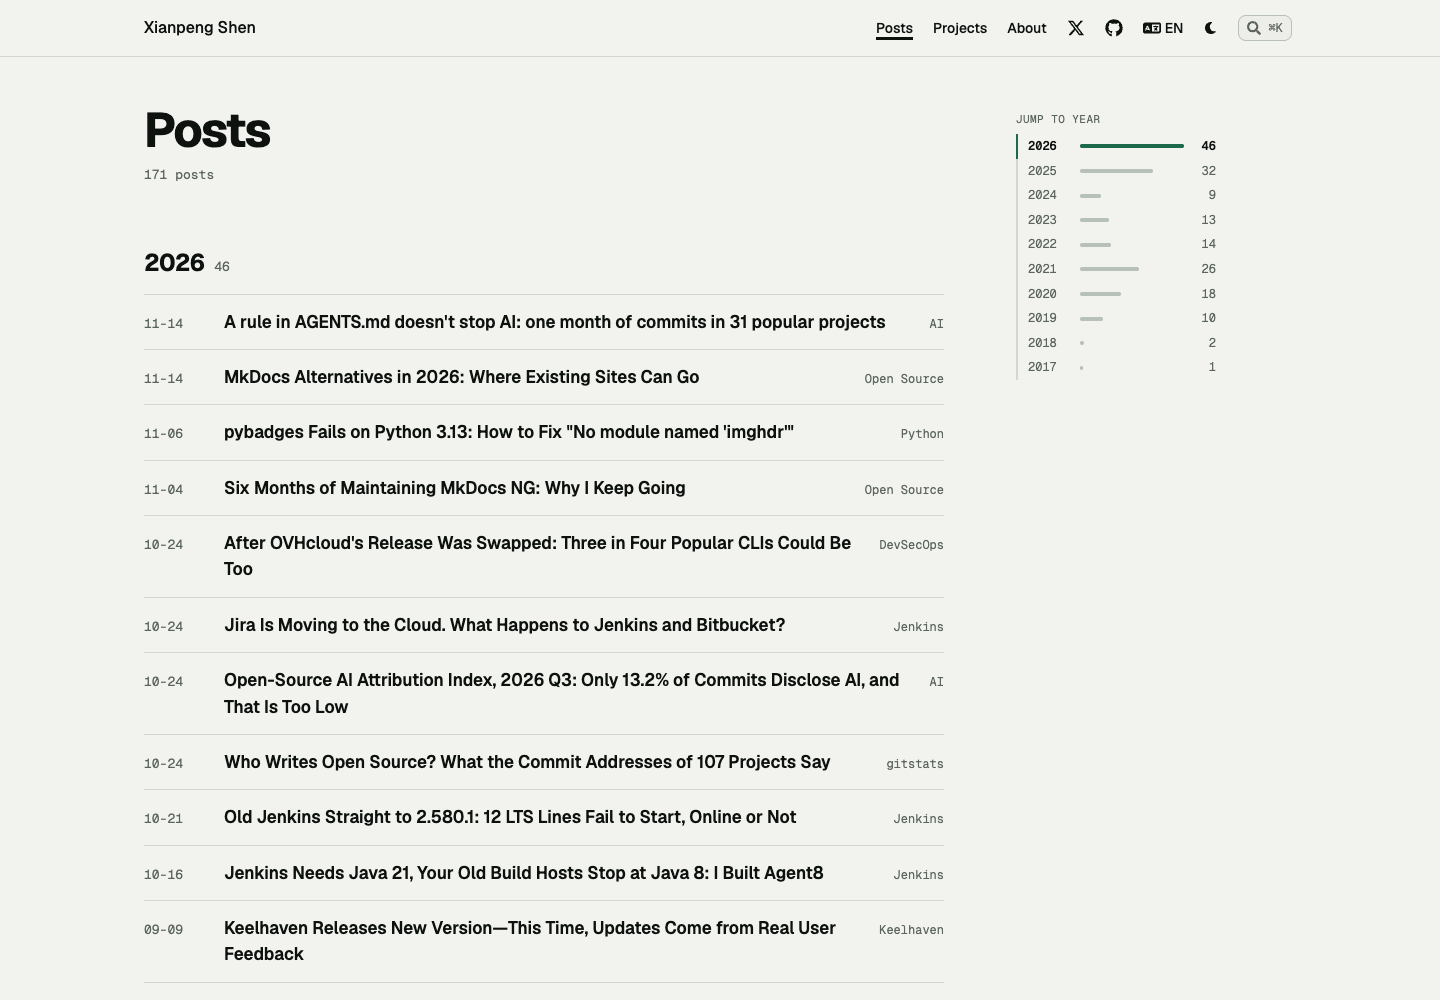 Xianpeng Shen
Posts Projects About EN ⌘K
Posts
171 posts
2026 46
11-14 A rule in AGENTS.md doesn't stop AI: one month of commits in 31 popular projects AI
11-14 MkDocs Alternatives in 2026: Where Existing Sites Can Go Open Source
11-06 pybadges Fails on Python 3.13: How to Fix "No module named 'imghdr'" Python
11-04 Six Months of Maintaining MkDocs NG: Why I Keep Going Open Source
10-24 After OVHcloud's Release Was Swapped: Three in Four Popular CLIs Could Be DevSecOps
Too
10-24 Jira Is Moving to the Cloud. What Happens to Jenkins and Bitbucket? Jenkins
10-24 Open-Source AI Attribution Index, 2026 Q3: Only 13.2% of Commits Disclose AI, and AI
That Is Too Low
10-24 Who Writes Open Source? What the Commit Addresses of 107 Projects Say gitstats
10-21 Old Jenkins Straight to 2.580.1: 12 LTS Lines Fail to Start, Online or Not Jenkins
10-16 Jenkins Needs Java 21, Your Old Build Hosts Stop at Java 8: I Built Agent8 Jenkins
09-09 Keelhaven Releases New Version—This Time, Updates Come from Real User Keelhaven
Feedback
JUMP TO YEAR
2026 46
2025 32
2024 9
2023 13
2022 14
2021 26
2020 18
2019 10
2018 2
2017 1